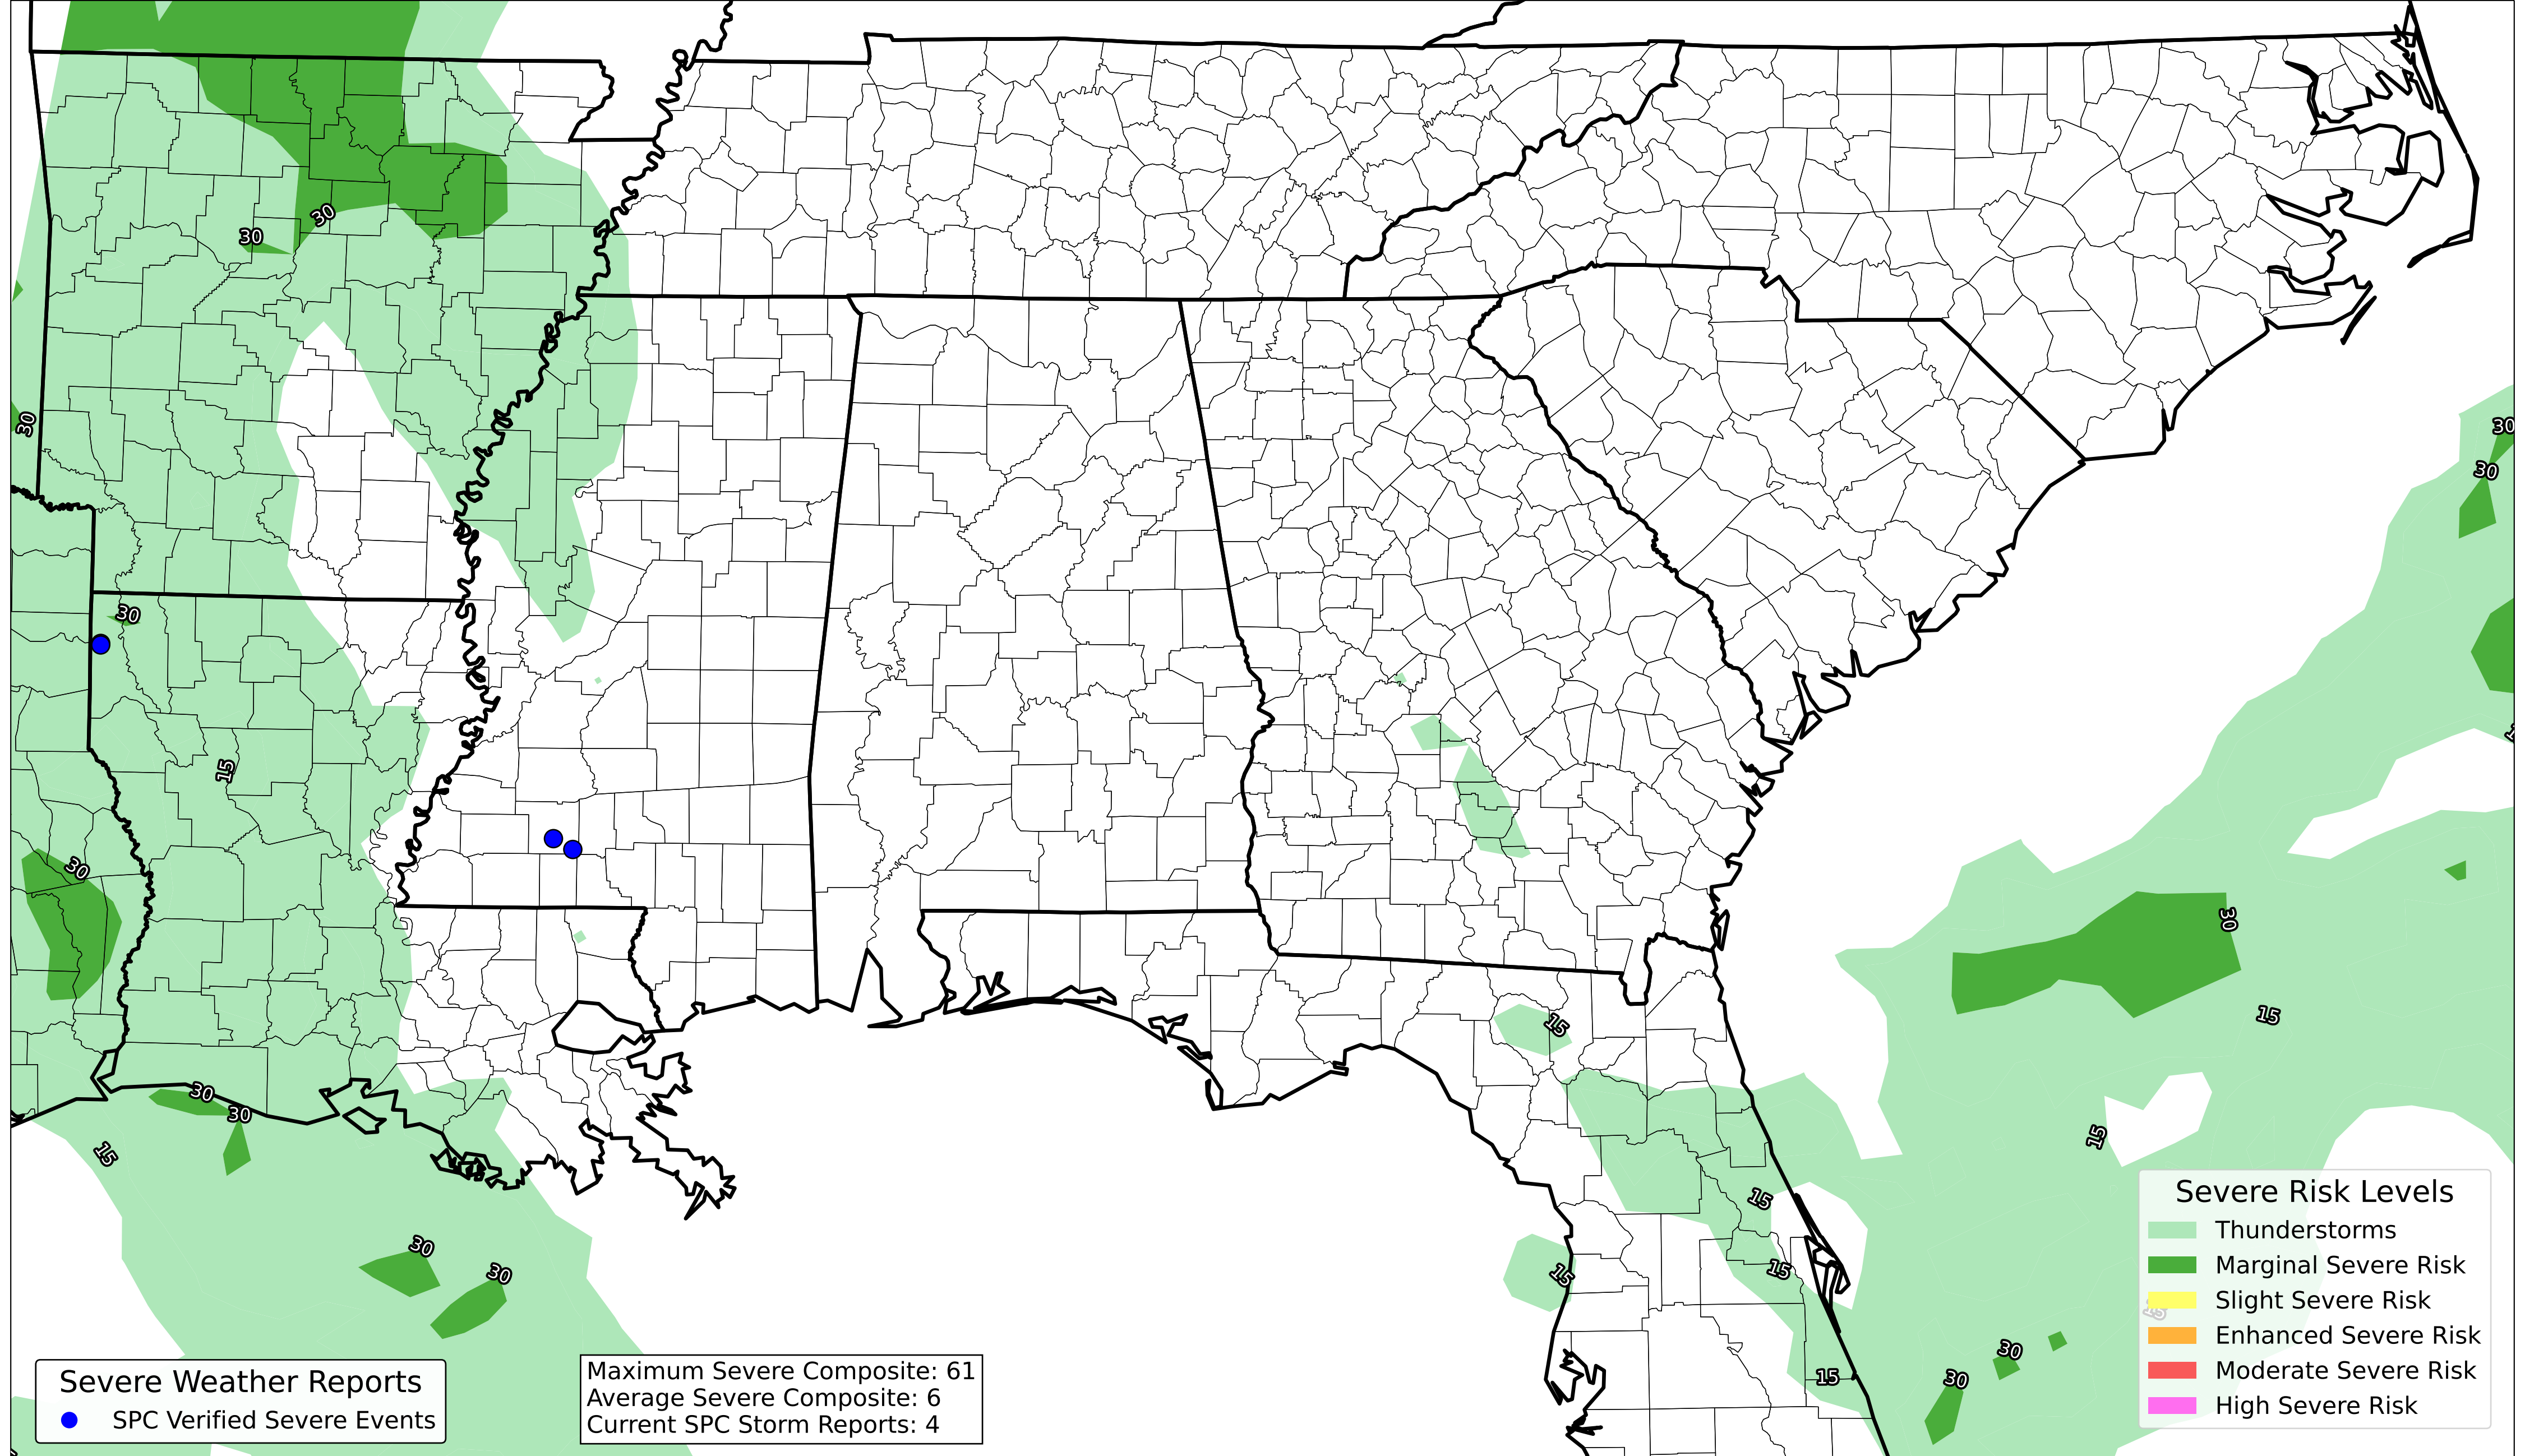 30
30
30
30
30
30
15
30
15
30
30
30
15
30
15
15
15
15
30
30
15
15
15
30
30
15
Severe Risk Levels
Thunderstorms
Marginal Severe Risk
Slight Severe Risk
Enhanced Severe Risk
Moderate Severe Risk
High Severe Risk
Severe Weather Reports
SPC Verified Severe Events
Maximum Severe Composite: 61
Average Severe Composite: 6
Current SPC Storm Reports: 4